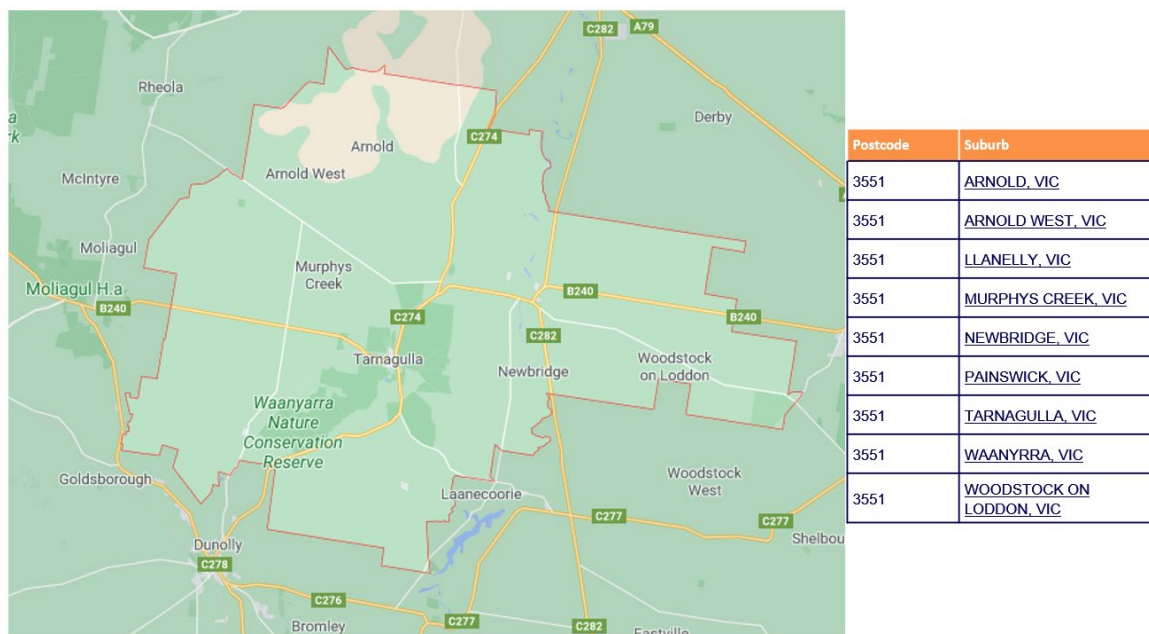 C282
A79
Rheola
a
rk
Derby
C274
Arnold
McIntyre
Arnold West
Moliagul
Murphys
Creek
Moliagul H.a
B240
B240
C274
B240
C282
Tarnagulla
Newbridge
Woodstock
on Loddon
Waanyarra
Nature
Conservation
Reserve
Goldsborough
Woodstock
West
Laanecoorie
C277
C277
Shelbou
Dunolly
C278
C276
C277
Bromley
C282
Eastville
Postcode Suburb
3551 ARNOLD, VIC
3551 ARNOLD WEST, VIC
3551 LLANELLY, VIC
3551 MURPHYS CREEK, VIC
3551 NEWBRIDGE, VIC
3551 PAINSWICK, VIC
3551 TARNAGULLA, VIC
3551 WAANYRRA, VIC
3551 WOODSTOCK ON
LODDON, VIC